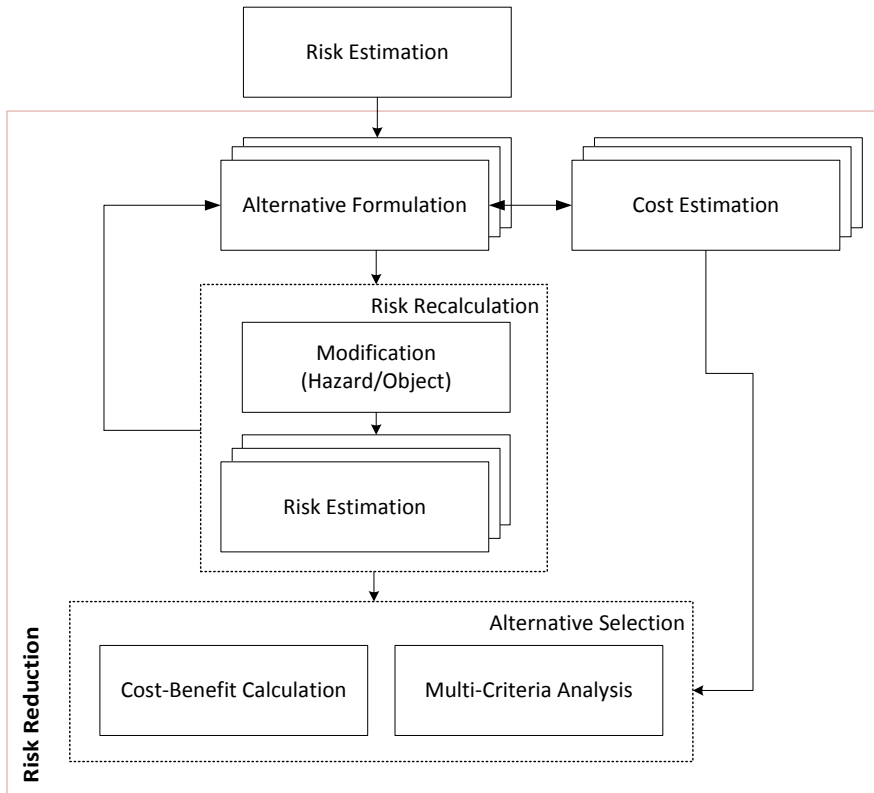 Risk Estimation
Alternative Formulation
Cost Estimation
Risk Recalculation
Modification
(Hazard/Object)
Risk Estimation
Alternative Selection
Cost-Benefit Calculation
Multi-Criteria Analysis
Risk Reduction